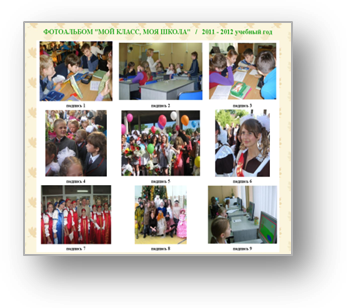 ФОТОАЛЬБОМ "МОЙ КЛАСС, МОЯ ШКОЛА" / 2011 - 2012 учебный год
подпись 1 подпись 2 подпись 3
подпись 4 подпись 5 подпись 6
подпись 7 подпись 8 подпись 9